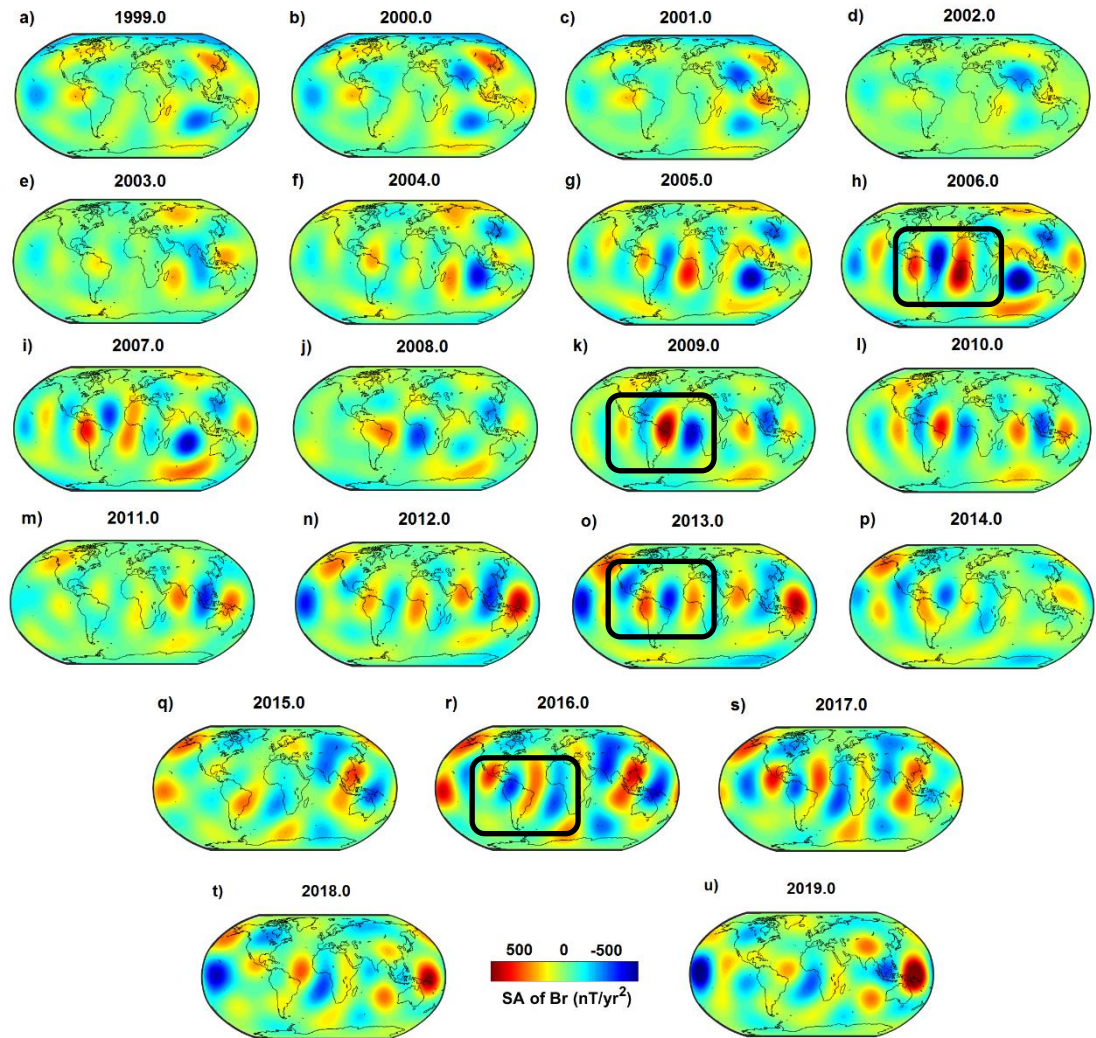 a) 1999.0
b) 2000.0
c) 2001.0
d) 2002.0
e) 2003.0
f) 2004.0
g) 2005.0
h) 2006.0
i) 2007.0
j) 2008.0
k) 2009.0
l) 2010.0
m) 2011.0
n) 2012.0
o) 2013.0
p) 2014.0
q) 2015.0
r) 2016.0
s) 2017.0
t) 2018.0
u) 2019.0
500 0 -500
SA of Br (nT/yr²)